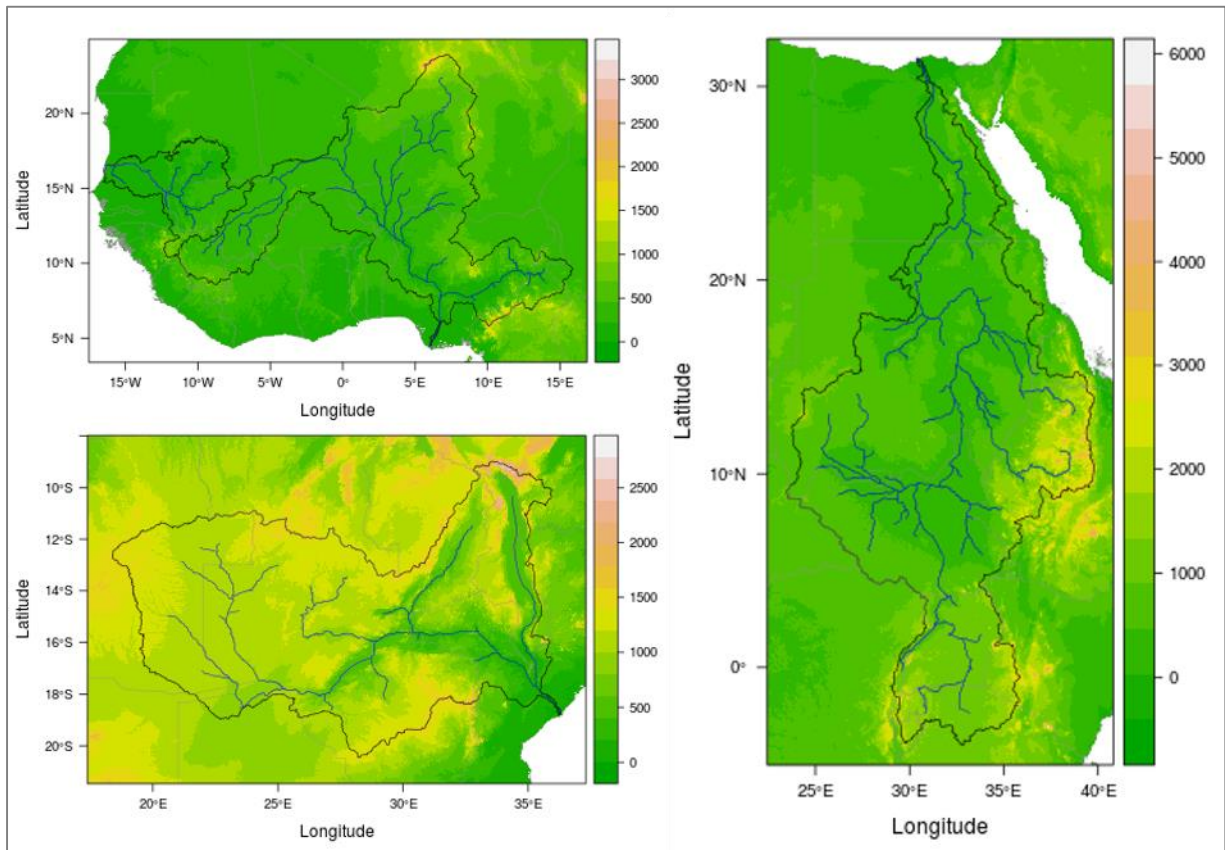 Latitude
20°N
15°N
10°N
5°N
15°W
10°W
5°W
0°
5°E
10°E
15°E
Longitude
3000
2500
2000
1500
1000
500
0
Latitude
10°S
12°S
14°S
16°S
18°S
20°S
20°E
25°E
30°E
35°E
Longitude
2500
2000
1500
1000
500
0
Latitude
30°N
20°N
10°N
0°
25°E
30°E
35°E
40°E
Longitude
6000
5000
4000
3000
2000
1000
0